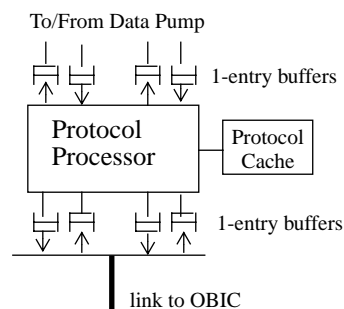 To/From Data Pump
1-entry buffers
Protocol
Processor
Protocol
Cache
1-entry buffers
link to OBIC